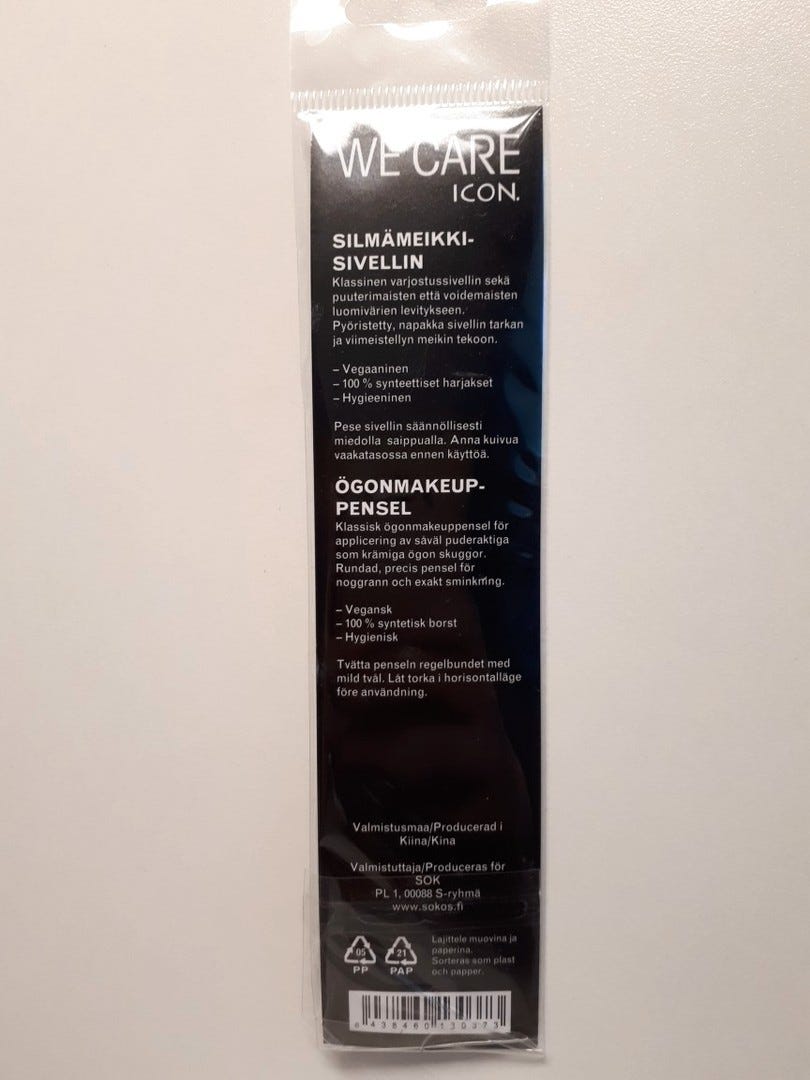 WE CARE
ICON.
SILMÄMEIKKI-
SIVELLIN
Klassinen varjostussivellin sekä
puuterimaisten että voidemaisten
luomivärien levitykseen.
Pyöristetty, napakka sivellin tarkan
ja viimeistellyn meikin tekoon.
– Vegaaninen
– 100 % synteettiset harjakset
– Hygieeninen
Pese sivellin säännöllisesti
miedolla saippualla. Anna kuivua
vaakatasossa ennen käyttöä.
ÖGONMAKEUP-
PENSEL
Klassisk ögonmakeuppensel för
applicering av såväl puderaktiga
som krämiga ögon skuggor.
Rundad, precis pensel för
noggrann och exakt sminkning.
– Vegansk
– 100 % syntetisk borst
– Hygienisk
Tvätta penseln regelbundet med
mild tvål. Låt torka i horisontalläge
före användning.
Valmistusmaa/Producerad i
Kiina/Kina
Valmistuttaja/Produceras för
SOK
PL 1, 00088 S-ryhmä
www.sokos.fi
05
PP
21
PAP
Lajittele muovina ja
paperina.
Sorteras som plast
och papper.
6 438460 130373